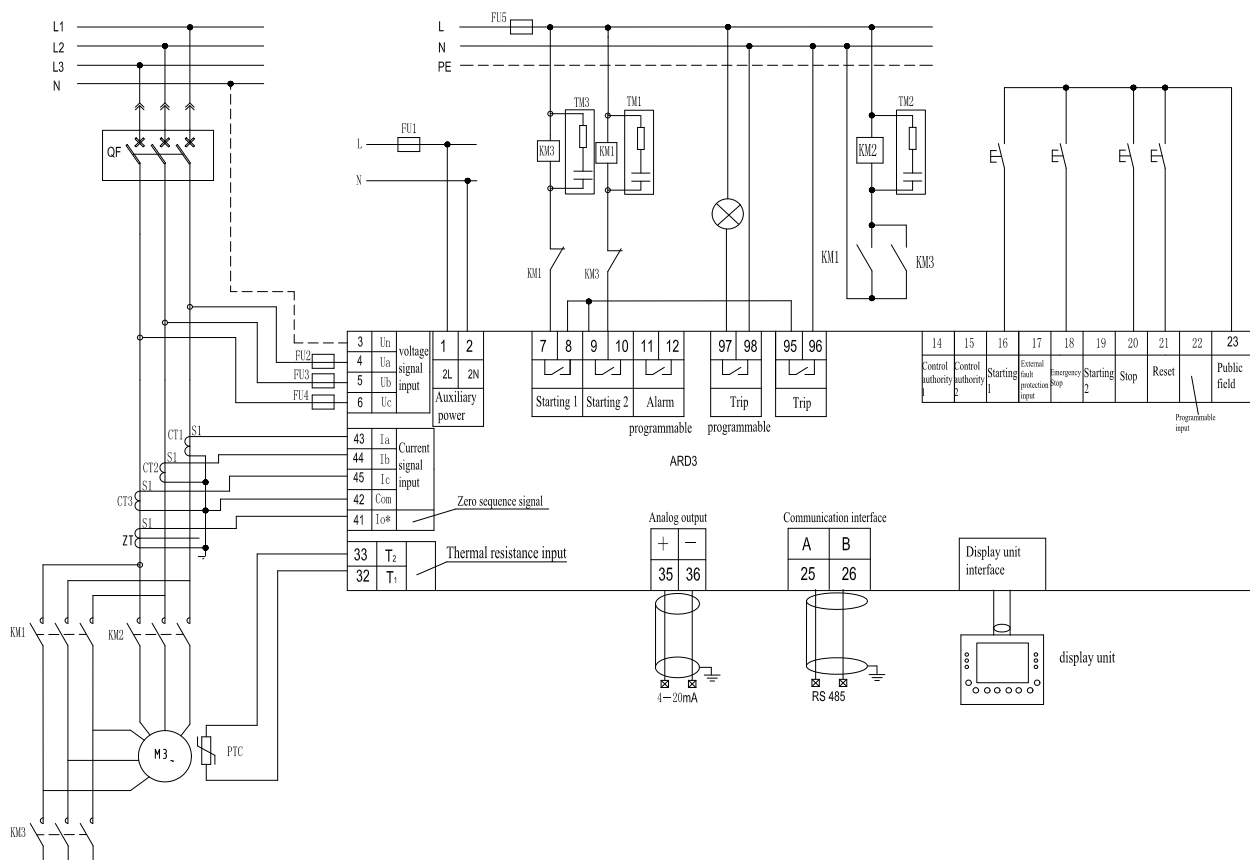 L1
L2
L3
N
QF
L
N
PE
FU5
TM3
TM1
TM2
KM3
KM1
KM2
FU1
L
N
KM1
KM3
KM1
KM3
3 Un
4 Ua
5 Ub
6 Uc
voltage
signal
input
FU2
FU3
FU4
1 2
2L 2N
Auxiliary
power
7 8 9 10 11 12
Starting 1 Starting 2 Alarm
programmable
97 98
Trip
programmable
95 96
Trip
14 15 16 17 18 19 20 21 22 23
Control
authority
1
Control
authority
2
Starting
1
External
fault
protection
input
Emergency
Stop
Starting
2
Stop
Reset
Programmable
input
Public
field
ARD3
CT1 S1
CT2 S1
CT3 S1
ZT S1
43 Ia
44 Ib
45 Ic
42 Com
41 Io*
Current
signal
input
Zero sequence signal
33 T2
32 T1
Thermal resistance input
Analog output
+ −
35 36
4－20mA
Communication interface
A B
25 26
RS 485
Display unit
interface
display unit
KM1
KM2
M3~
PTC
KM3